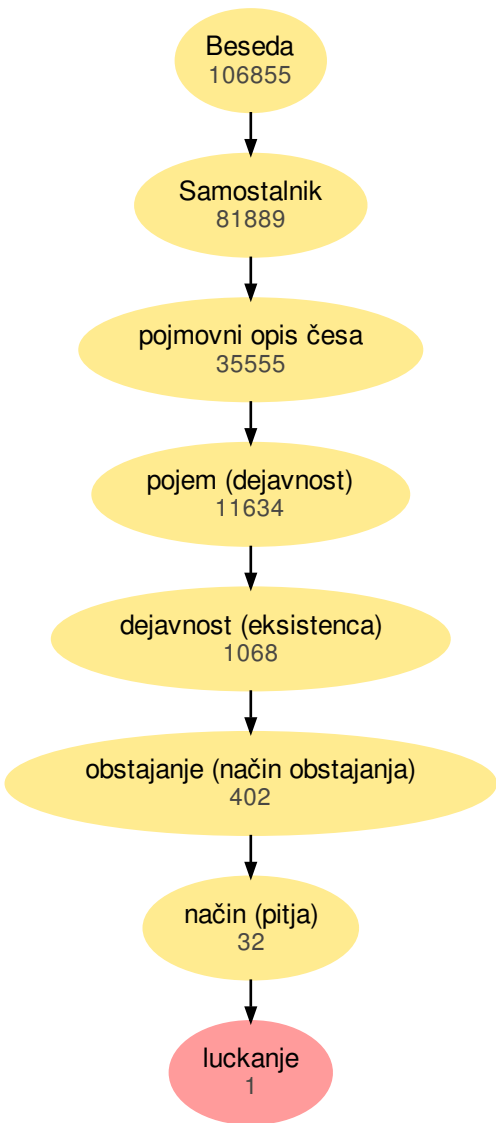 Beseda
106855
Samostalnik
81889
pojmovni opis česa
35555
pojem (dejavnost)
11634
dejavnost (eksistenca)
1068
obstajanje (način obstajanja)
402
način (pitja)
32
luckanje
1